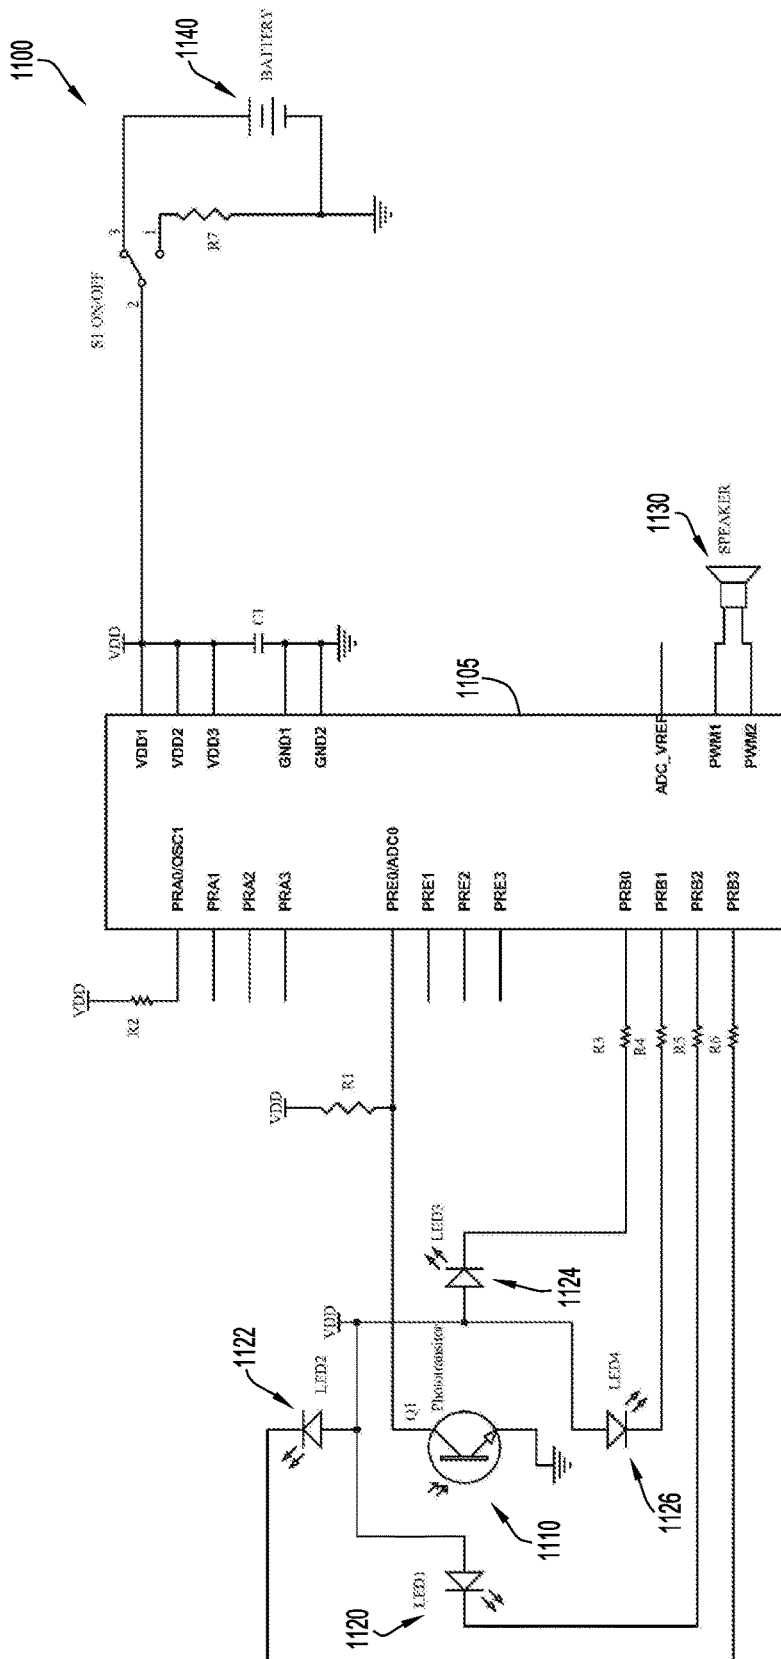 1100
1140
BATTERY
3
1
R7
S1 ON/OFF
2
VDD
C1
1130
SPEAKER
1105
VDD1
VDD2
VDD3
GND1
GND2
ADC_VREF
PWM1
PWM2
PRA0/OSC1
PRA1
PRA2
PRA3
PRE0/ADC0
PRE1
PRE2
PRE3
PRB0
PRB1
PRB2
PRB3
VDD
R2
R3
R4
R5
R6
VDD
R1
LED3
1124
VDD
1122
LED2
Q1
Phototransitor
LED4
1126
1110
LED1
1120